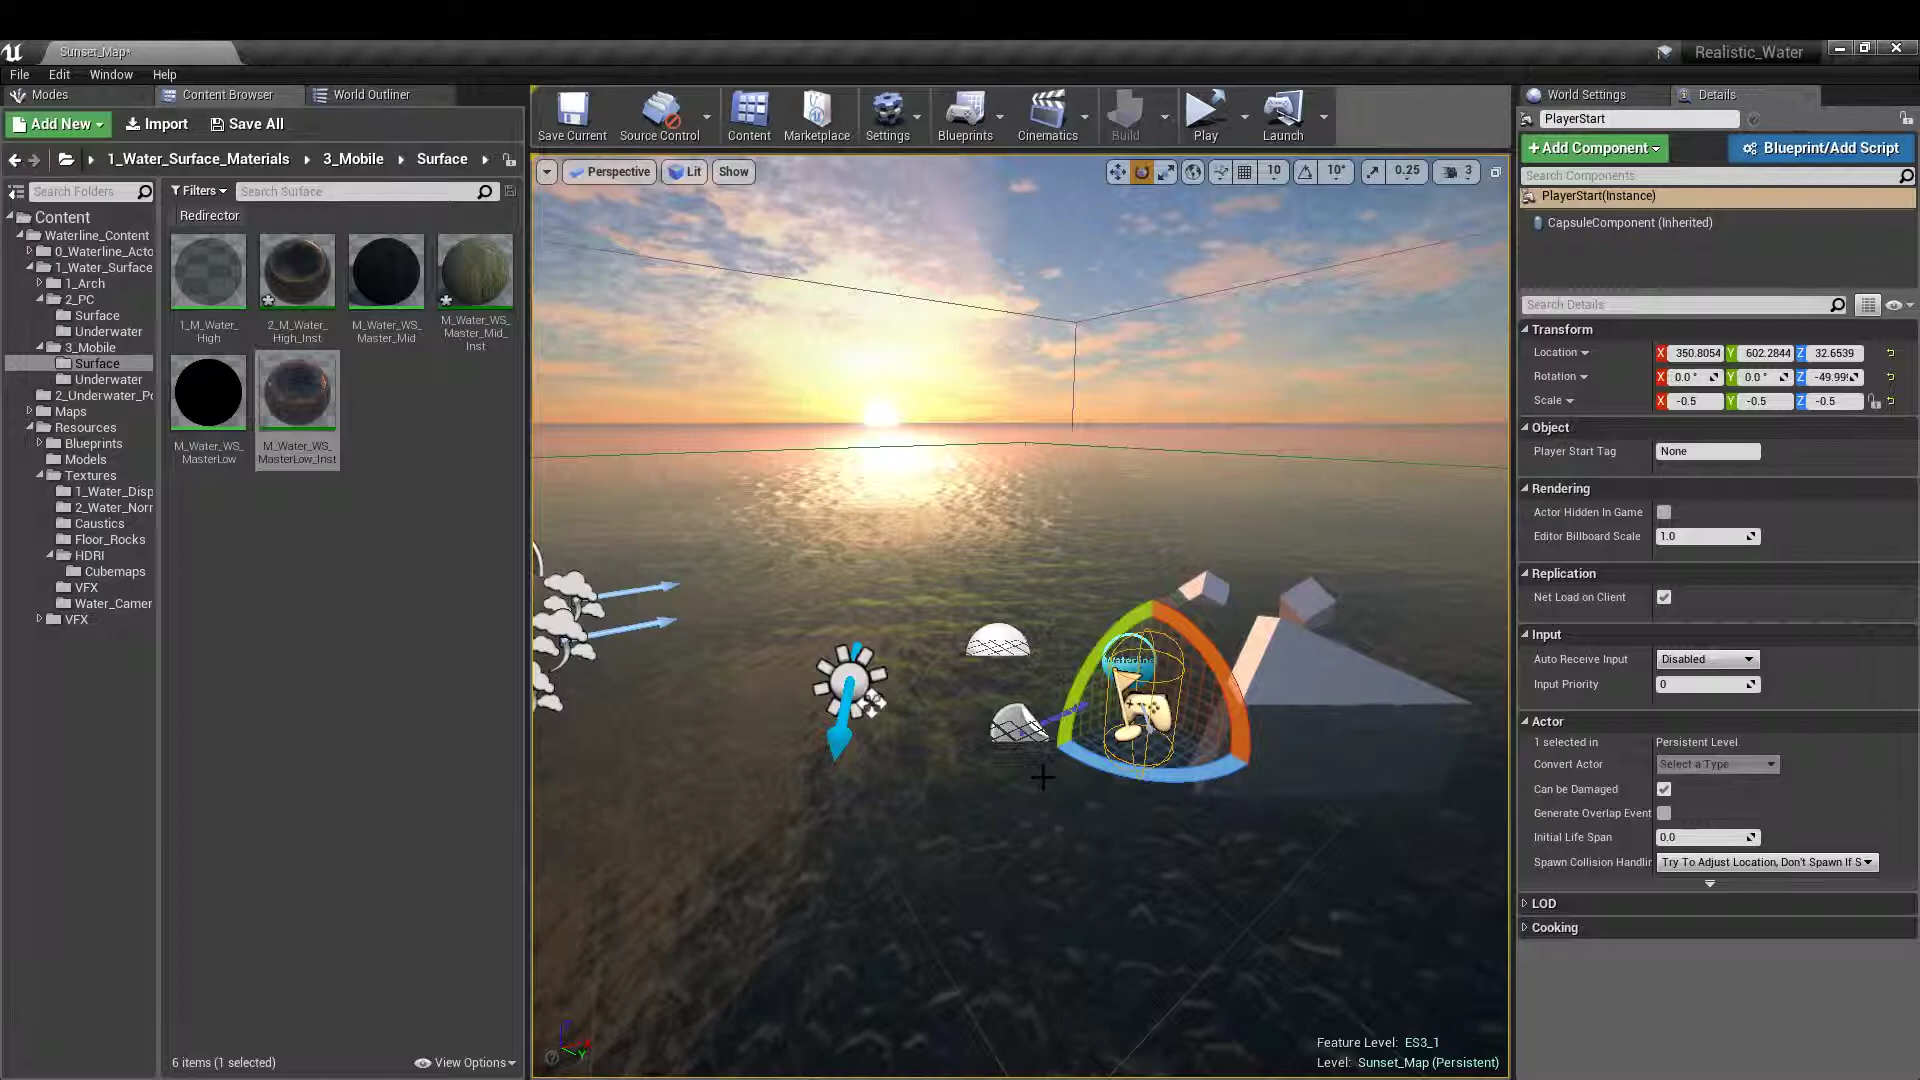 Sunset_Map*
Realistic_Water
File Edit Window Help
Modes
Content Browser
World Outliner
Add New
Import
Save All
1_Water_Surface_Materials
3_Mobile
Surface
Search Folders
Content
Waterline_Content
0_Waterline_Acto
1_Water_Surface
1_Arch
2_PC
Surface
Underwater
3_Mobile
Surface
Underwater
2_Underwater_Po
Maps
Resources
Blueprints
Models
Textures
1_Water_Disp
2_Water_Norr
Caustics
Floor_Rocks
HDRI
Cubemaps
VFX
Water_Camer
VFX
Filters
Search Surface
Redirector
1_M_Water_
High
2_M_Water_
High_Inst
M_Water_WS_
Master_Mid
M_Water_WS_
Master_Mid_
Inst
M_Water_WS_
MasterLow
M_Water_WS_
MasterLow_Inst
6 items (1 selected)
View Options
Save Current
Source Control
Content
Marketplace
Settings
Blueprints
Cinematics
Build
Play
Launch
Perspective
Lit
Show
10
10°
0.25
3
Waterline
Feature Level: ES3_1
Level: Sunset_Map (Persistent)
World Settings
Details
PlayerStart
+ Add Component
Blueprint/Add Script
Search Components
PlayerStart(Instance)
CapsuleComponent (Inherited)
Search Details
Transform
Location X 350.8054 Y 602.2844 Z 32.6539
Rotation X 0.0 ° Y 0.0 ° Z -49.99
Scale X -0.5 Y -0.5 Z -0.5
Object
Player Start Tag None
Rendering
Actor Hidden In Game
Editor Billboard Scale 1.0
Replication
Net Load on Client
Input
Auto Receive Input Disabled
Input Priority 0
Actor
1 selected in Persistent Level
Convert Actor Select a Type
Can be Damaged
Generate Overlap Event
Initial Life Span 0.0
Spawn Collision Handlir Try To Adjust Location, Don't Spawn If S
LOD
Cooking